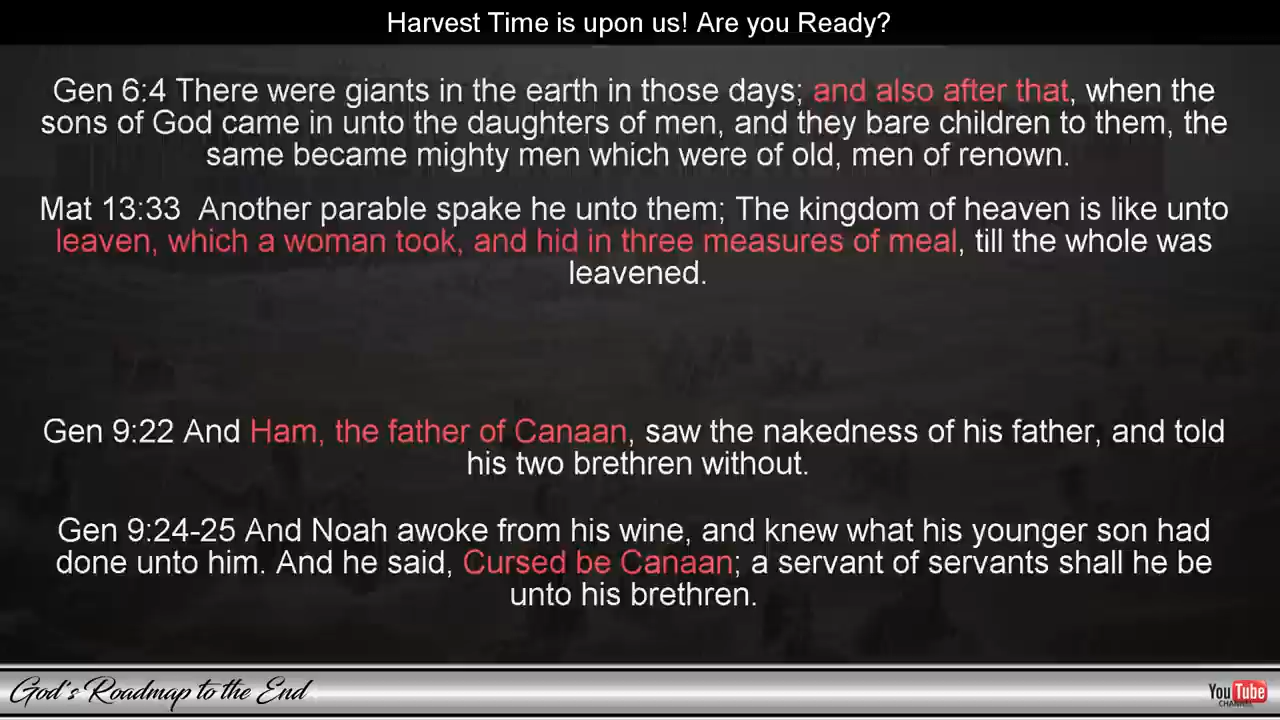 Harvest Time is upon us! Are you Ready?
Gen 6:4 There were giants in the earth in those days; and also after that, when the
sons of God came in unto the daughters of men, and they bare children to them, the
same became mighty men which were of old, men of renown.
Mat 13:33  Another parable spake he unto them; The kingdom of heaven is like unto
leaven, which a woman took, and hid in three measures of meal, till the whole was
leavened.
Gen 9:22 And Ham, the father of Canaan, saw the nakedness of his father, and told
his two brethren without.
Gen 9:24-25 And Noah awoke from his wine, and knew what his younger son had
done unto him. And he said, Cursed be Canaan; a servant of servants shall he be
unto his brethren.
God's Roadmap to the End
YouTube
CHANNEL